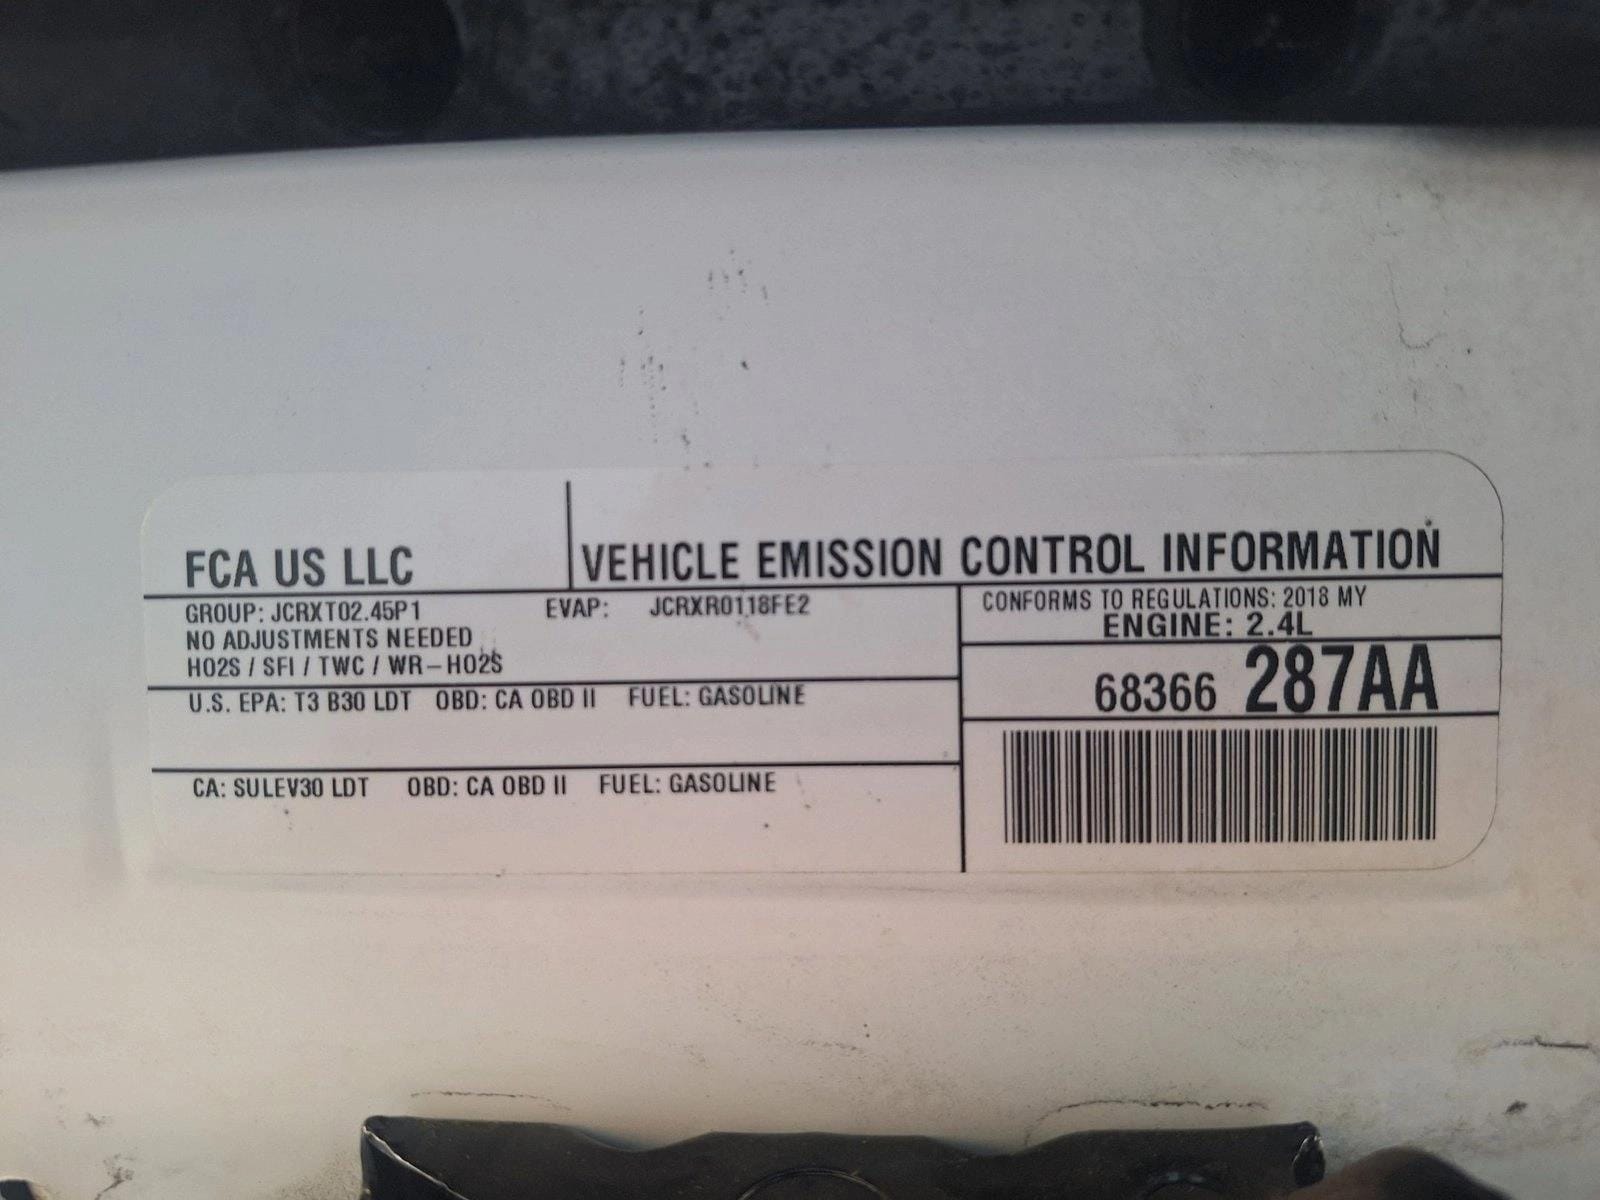 FCA US LLC
VEHICLE EMISSION CONTROL INFORMATION
GROUP: JCRXT02.45P1 EVAP: JCRXR0118FE2
NO ADJUSTMENTS NEEDED
HO2S / SFI / TWC / WR-HO2S
U.S. EPA: T3 B30 LDT OBD: CA OBD II FUEL: GASOLINE
CA: SULEV30 LDT OBD: CA OBD II FUEL: GASOLINE
CONFORMS TO REGULATIONS: 2018 MY
ENGINE: 2.4L
68366 287AA